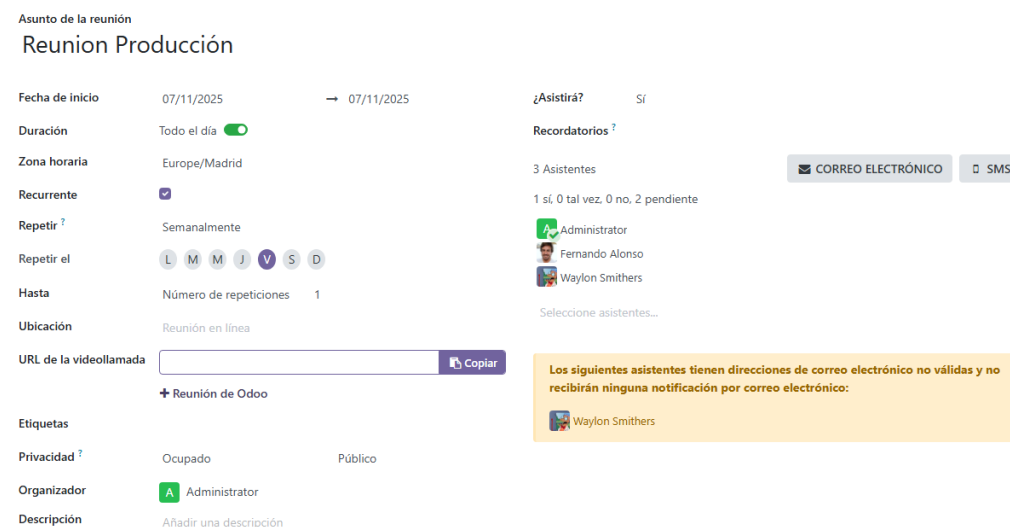 Asunto de la reunión
Reunion Producción
Fecha de inicio 07/11/2025 → 07/11/2025
Duración Todo el día
Zona horaria Europe/Madrid
Recurrente
Repetir ? Semanalmente
Repetir el L M M J V S D
Hasta Número de repeticiones 1
Ubicación Reunión en línea
URL de la videollamada Copiar
+ Reunión de Odoo
Etiquetas
Privacidad ? Ocupado Público
Organizador A Administrator
Descripción Añadir una descripción
¿Asistirá? Sí
Recordatorios ?
3 Asistentes CORREO ELECTRÓNICO SMS
1 sí, 0 tal vez, 0 no, 2 pendiente
A Administrator
Fernando Alonso
Waylon Smithers
Seleccione asistentes...
Los siguientes asistentes tienen direcciones de correo electrónico no válidas y no
recibirán ninguna notificación por correo electrónico:
Waylon Smithers